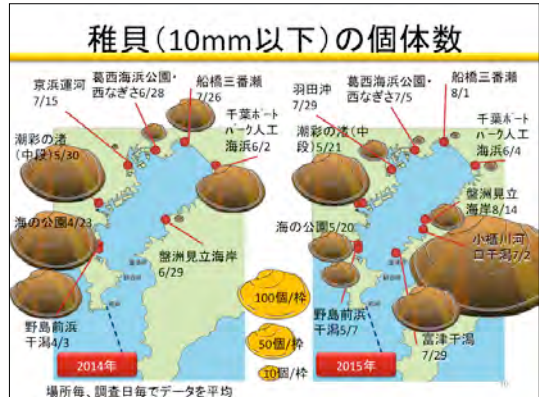 稚貝(10mm以下)の個体数
京浜運河
7/15
葛西海浜公園・
西なぎさ6/28
船橋三番瀬
7/26
潮彩の渚
(中段)5/30
千葉ポート
パーク人工
海浜6/2
海の公園4/23
盤洲見立海岸
6/29
野島前浜
干潟4/3
2014年
100個/枠
50個/枠
10個/枠
羽田沖
7/29
葛西海浜公園・
西なぎさ7/5
船橋三番瀬
8/1
潮彩の渚(中
段)5/21
千葉ポート
パーク人工
海浜6/4
盤洲見立
海岸8/14
海の公園5/20
小櫃川河
口干潟7/2
野島前浜
干潟5/7
富津干潟
7/29
2015年
場所毎、調査日毎でデータを平均